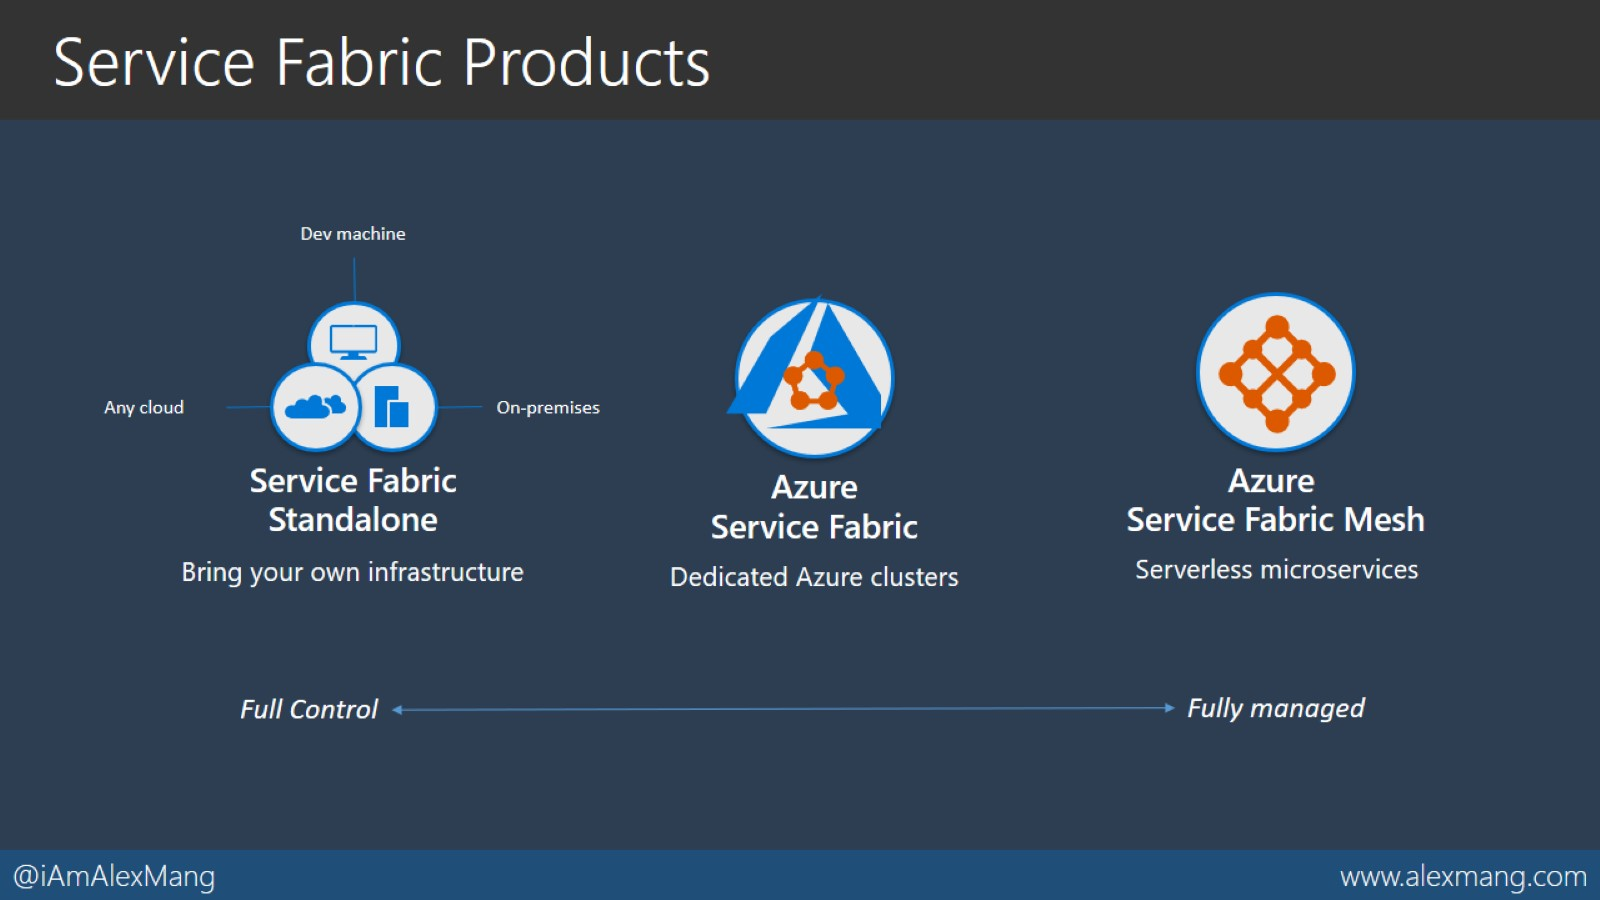 Service Fabric Products
Dev machine
Any cloud
On-premises
Service Fabric
Standalone
Bring your own infrastructure
Azure
Service Fabric
Dedicated Azure clusters
Azure
Service Fabric Mesh
Serverless microservices
Full Control
Fully managed
@iAmAlexMang
www.alexmang.com